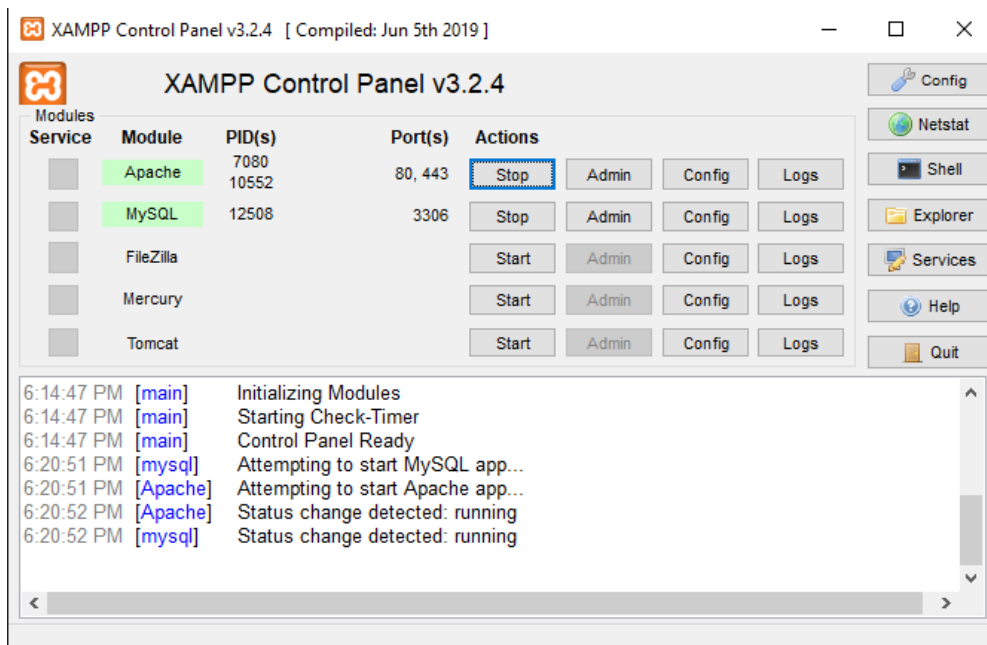 XAMPP Control Panel v3.2.4 [ Compiled: Jun 5th 2019 ]
XAMPP Control Panel v3.2.4
Config
Modules
Netstat
Service Module PID(s) Port(s) Actions
Apache 7080 10552 80, 443 Stop Admin Config Logs
Shell
MySQL 12508 3306 Stop Admin Config Logs
Explorer
FileZilla Start Admin Config Logs
Services
Mercury Start Admin Config Logs
Help
Tomcat Start Admin Config Logs
Quit
6:14:47 PM [main] Initializing Modules
6:14:47 PM [main] Starting Check-Timer
6:14:47 PM [main] Control Panel Ready
6:20:51 PM [mysql] Attempting to start MySQL app...
6:20:51 PM [Apache] Attempting to start Apache app...
6:20:52 PM [Apache] Status change detected: running
6:20:52 PM [mysql] Status change detected: running